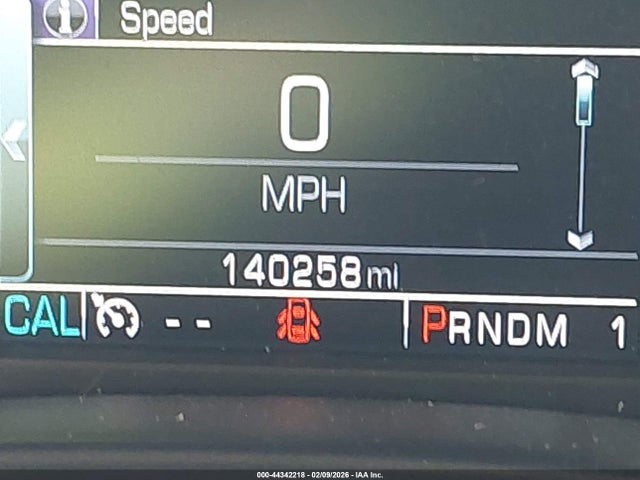 Speed
0
MPH
140258 mi
CAL -- PRNDM 1
000-44342218 - 02/09/2026 - IAA Inc.